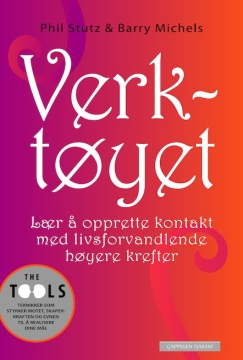 Phil Stutz & Barry Michels
Verk-
tøyet
Lær å opprette kontakt
med livsforvandlende
høyere krefter
THE
TOOLS
TEKNIKKER SOM
STYRKER MOTET, SKAPER-
KRAFTEN OG EVNEN
TIL Å REALISERE
DINE MÅL
CAPPELEN DAMM